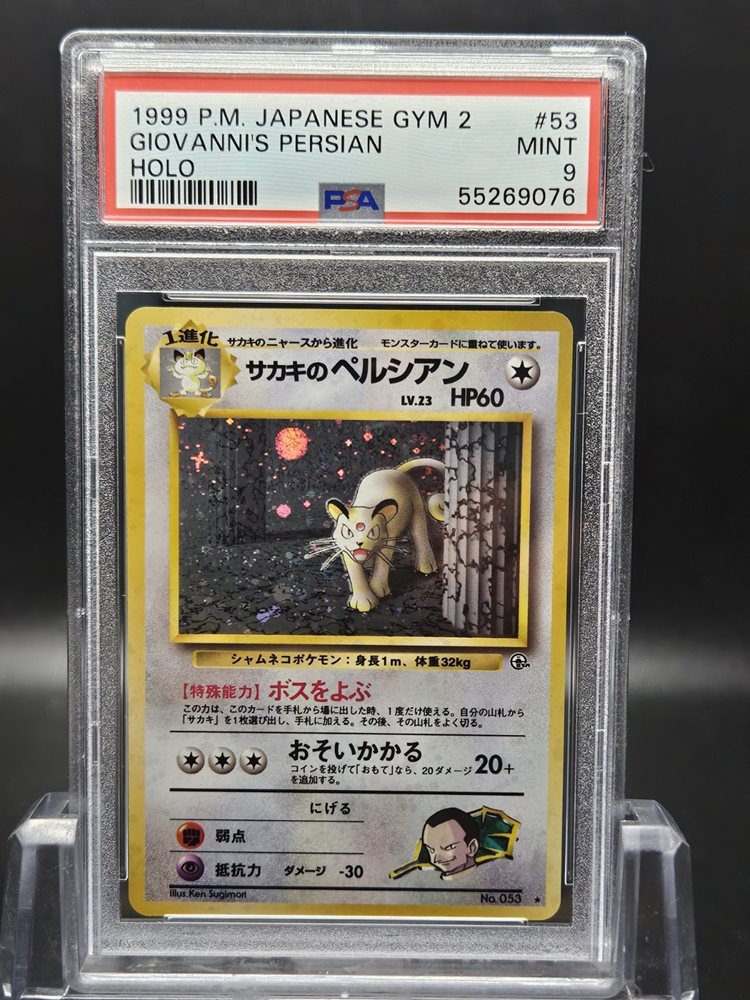 1999 P.M. JAPANESE GYM 2 #53
GIOVANNI'S PERSIAN MINT
HOLO 9
PSA 55269076
1進化 サカキのニャースから進化 モンスターカードに重ねて使います。
サカキのペルシアン
LV.23 HP60
シャムネコポケモン：身長1m、体重32kg
【特殊能力】ボスをよぶ
この力は、このカードを手札から場に出した時、1度だけ使える。自分の山札から
「サカキ」を1枚選び出し、手札に加える。その後、その山札をよく切る。
おそいかかる
コインを投げて「おもて」なら、20ダメージ 20+
を追加する。
にげる
弱点
抵抗力 ダメージ -30
Illus. Ken Sugimori No. 053 ★